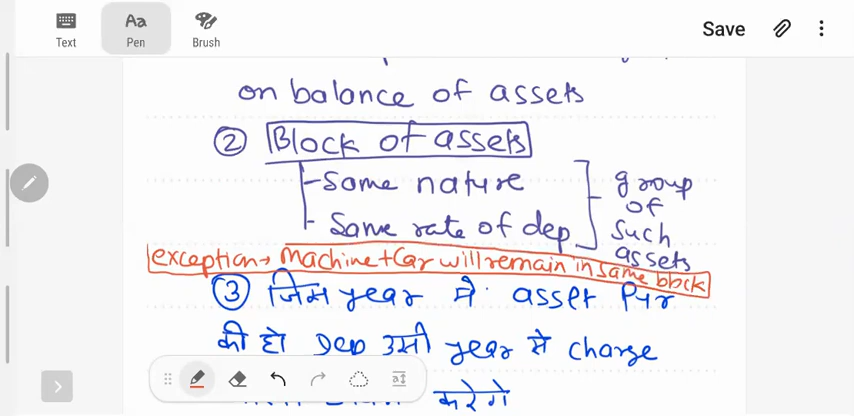 Text
Aa
Pen
Brush
Save
on balance of assets
② Block of assets
- Same nature
- Same rate of dep
group
of
such
assets
exception→ Machine + Car will remain in same block
③ जिस year में asset Pur
की हो Dep उसी year से charge
करेगे